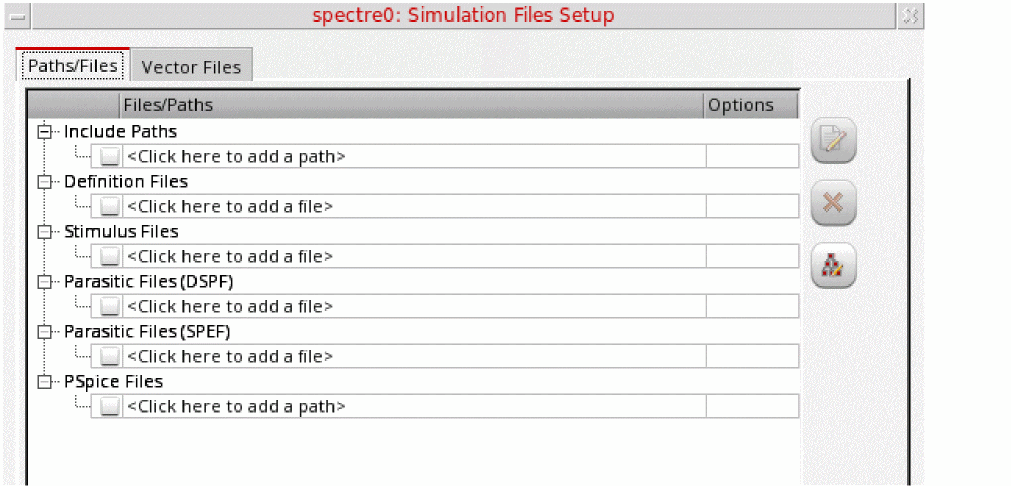 spectre0: Simulation Files Setup
Paths/Files Vector Files
Files/Paths Options
Include Paths
<Click here to add a path>
Definition Files
<Click here to add a file>
Stimulus Files
<Click here to add a file>
Parasitic Files (DSPF)
<Click here to add a file>
Parasitic Files (SPEF)
<Click here to add a file>
PSpice Files
<Click here to add a path>